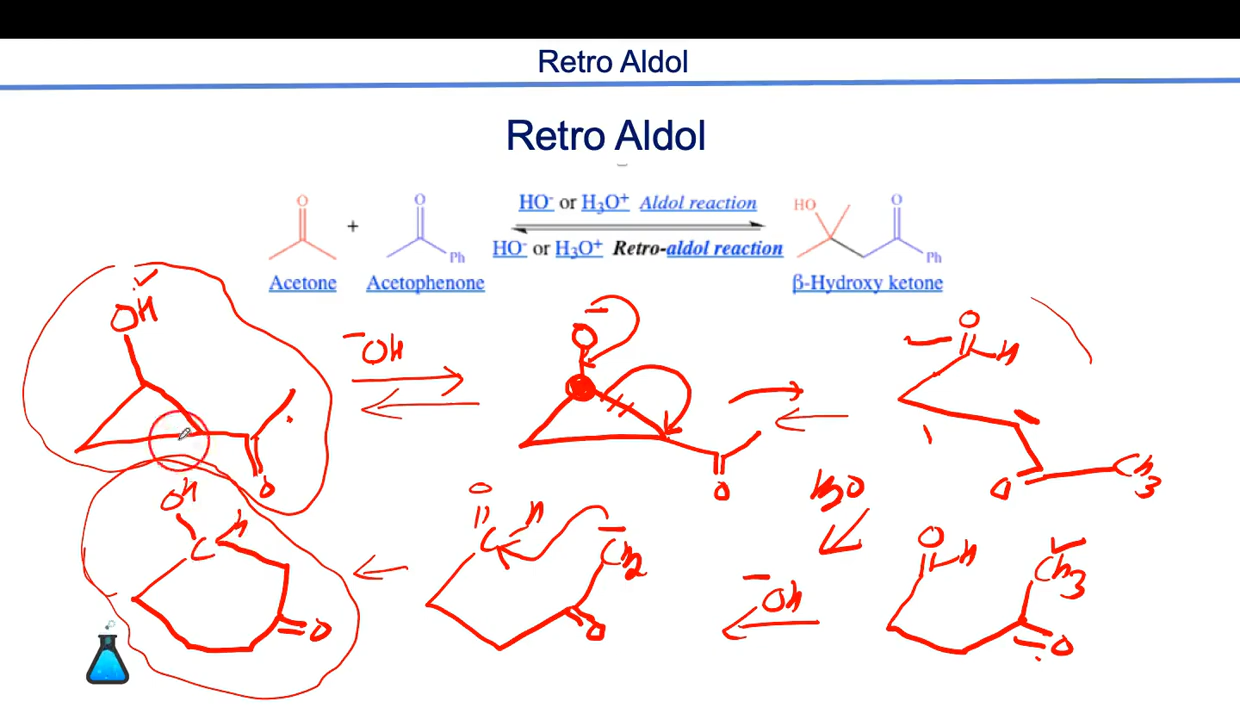 Retro Aldol
Retro Aldol
O
O
HO⁻ or H₃O⁺ Aldol reaction
HO
O
+
Ph
HO⁻ or H₃O⁺ Retro-aldol reaction
Ph
Acetone
Acetophenone
β-Hydroxy ketone
OH
⁻OH
O
O
H
O
O
O
CH3
OH
O
H
H2O
O
C
H
C
H
CH2
⁻OH
H
CH3
O
O
O